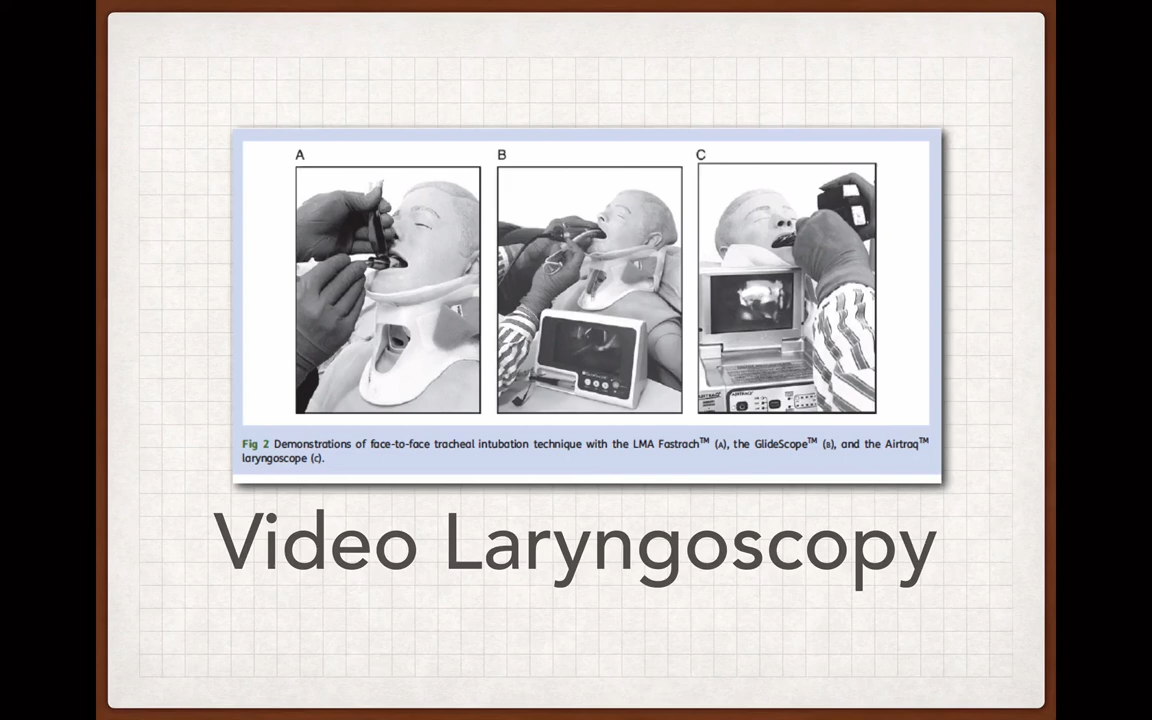 A B C
Fig 2 Demonstrations of face-to-face tracheal intubation technique with the LMA Fastrach™ (A), the GlideScope™ (B), and the Airtraq™
laryngoscope (C).
Video Laryngoscopy